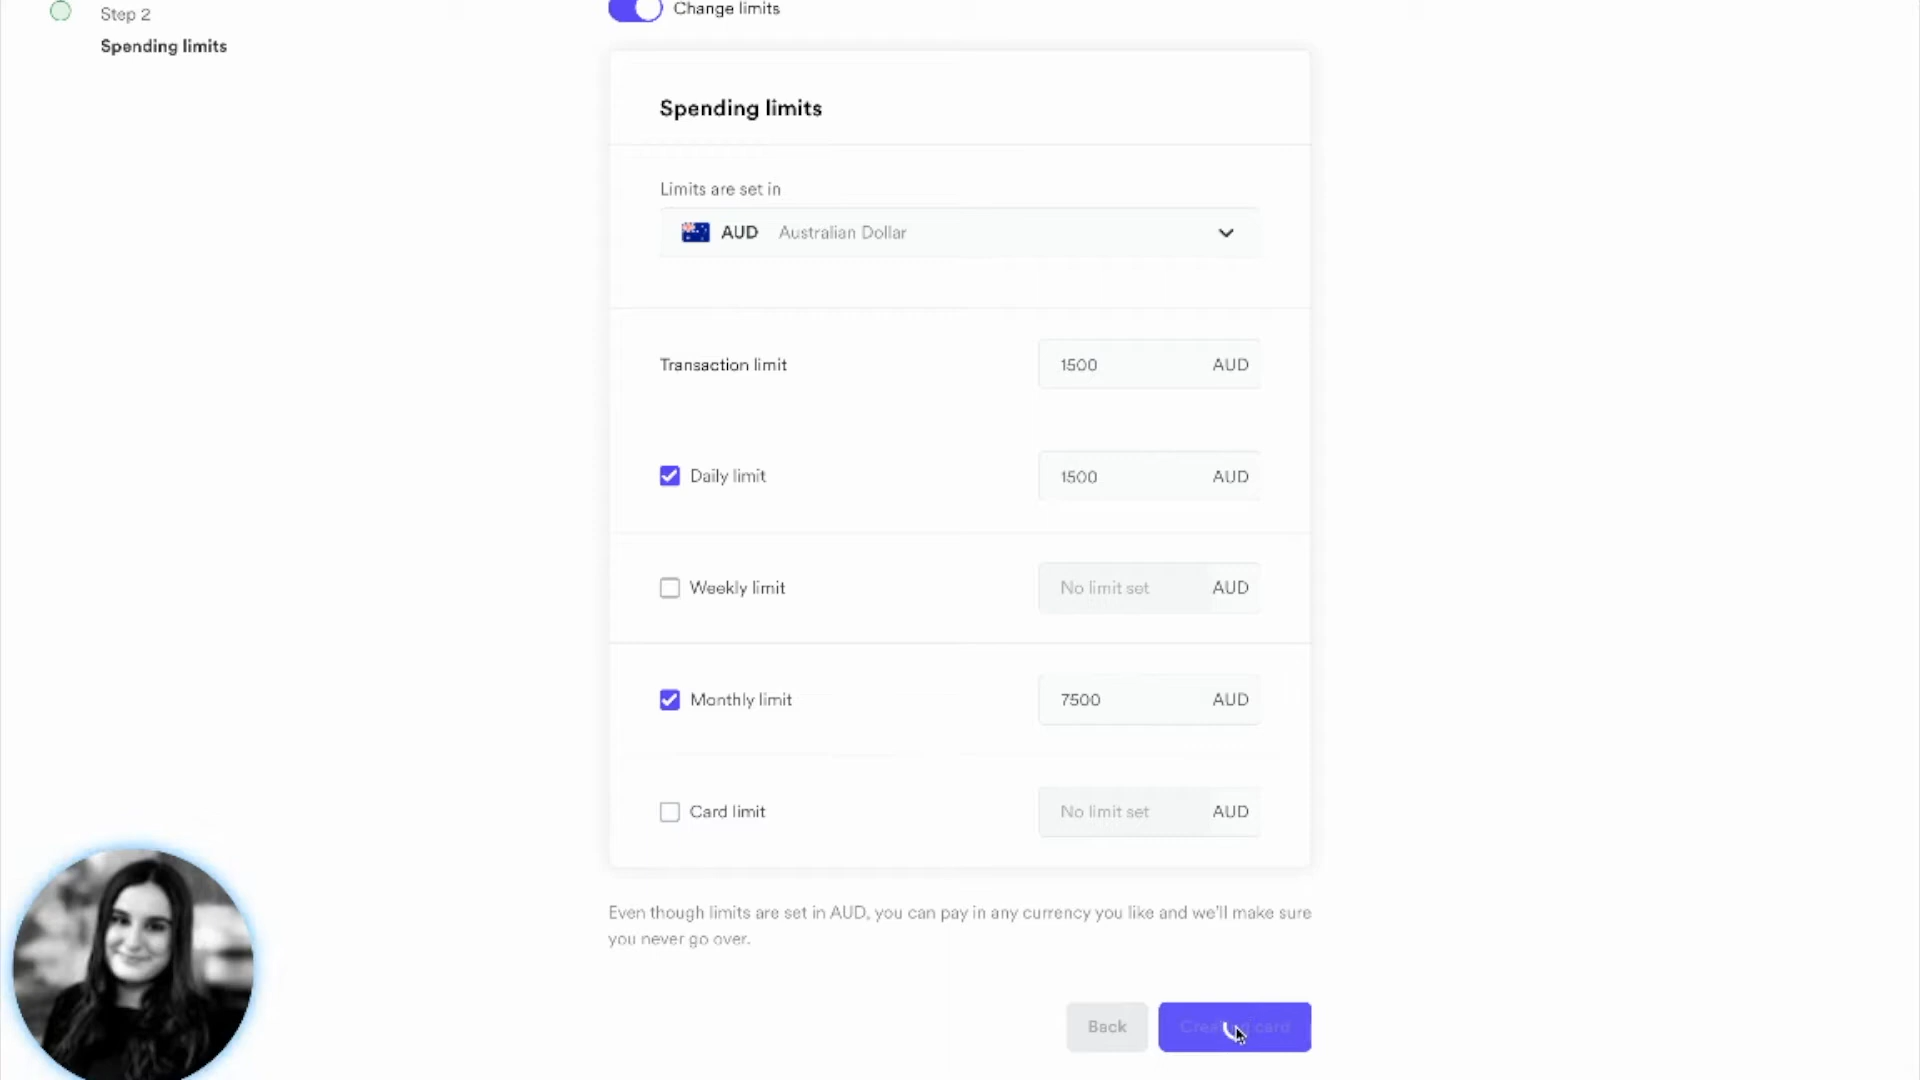 Step 2
Spending limits
Change limits
Spending limits
Limits are set in
AUD Australian Dollar
Transaction limit 1500 AUD
Daily limit 1500 AUD
Weekly limit No limit set AUD
Monthly limit 7500 AUD
Card limit No limit set AUD
Even though limits are set in AUD, you can pay in any currency you like and we'll make sure
you never go over.
Back
card